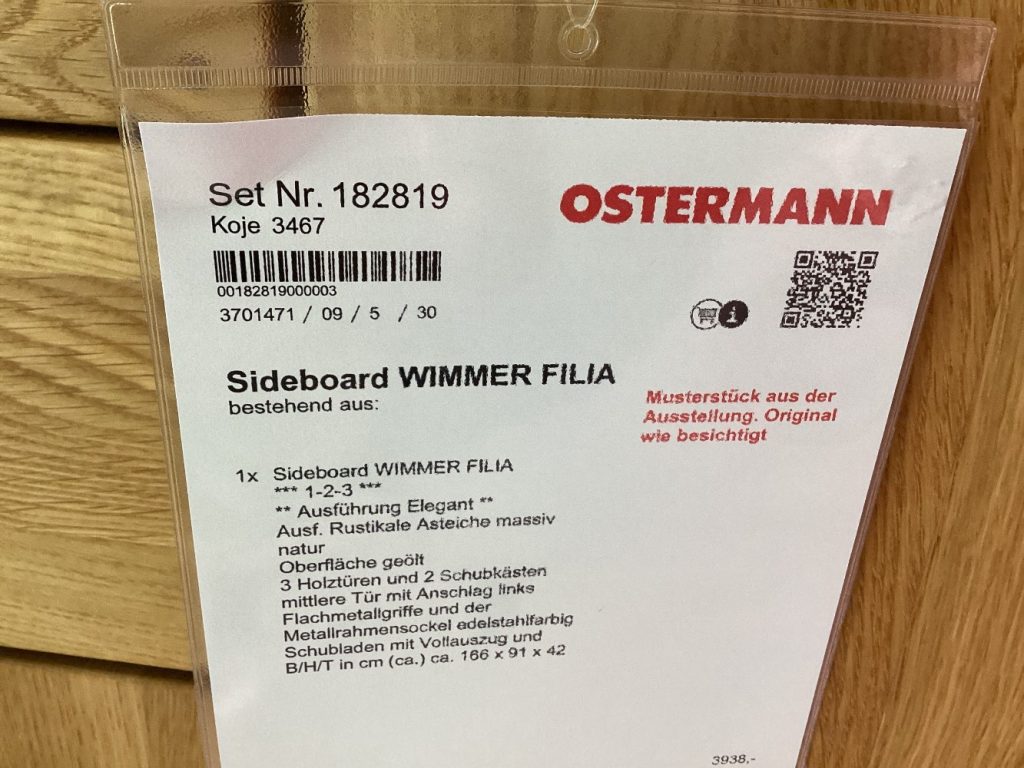 Set Nr. 182819
OSTERMANN
Koje 3467
00182819000003
3701471 / 09 / 5 / 30
Sideboard WIMMER FILIA
bestehend aus:
Musterstück aus der
Ausstellung. Original
wie besichtigt
1x Sideboard WIMMER FILIA
*** 1-2-3 ***
** Ausführung Elegant **
Ausf. Rustikale Asteiche massiv
natur
Oberfläche geölt
3 Holztüren und 2 Schubkästen
mittlere Tür mit Anschlag links
Flachmetallgriffe und der
Metallrahmensockel edelstahlfarbig
Schubladen mit Vollauszug und
B/H/T in cm (ca.) ca. 166 x 91 x 42
3938,-